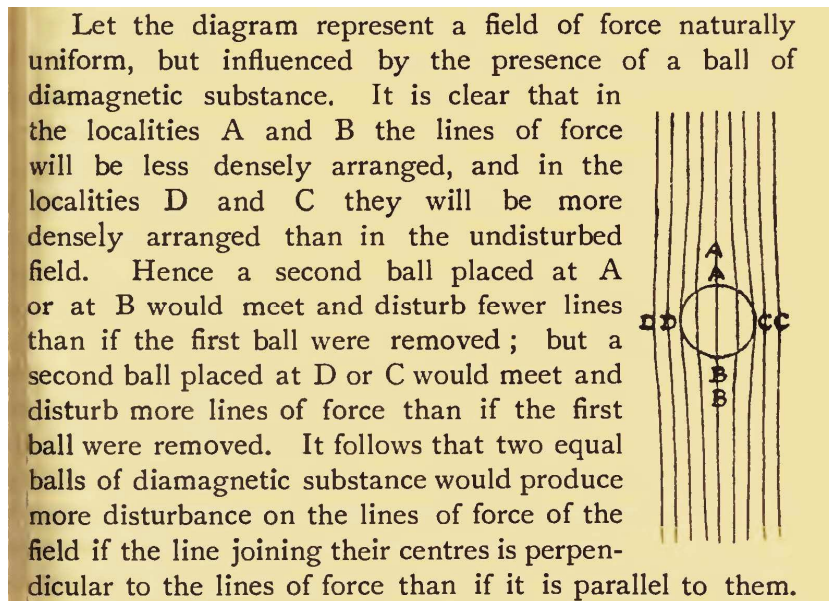 Let the diagram represent a field of force naturally
uniform, but influenced by the presence of a ball of
diamagnetic substance. It is clear that in
the localities A and B the lines of force
will be less densely arranged, and in the
localities D and C they will be more
densely arranged than in the undisturbed
field. Hence a second ball placed at A
or at B would meet and disturb fewer lines
than if the first ball were removed; but a
second ball placed at D or C would meet and
disturb more lines of force than if the first
ball were removed. It follows that two equal
balls of diamagnetic substance would produce
more disturbance on the lines of force of the
field if the line joining their centres is perpen-
dicular to the lines of force than if it is parallel to them.
A
A
D D C C
B
B